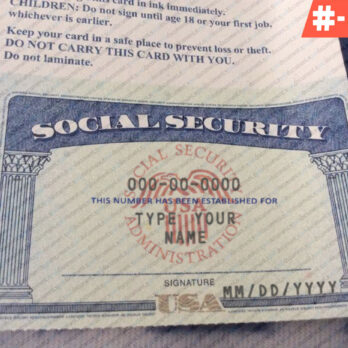 #-
card in ink immediately.
CHILDREN: Do not sign until age 18 or your first job,
whichever is earlier.
Keep your card in a safe place to prevent loss or theft.
DO NOT CARRY THIS CARD WITH YOU.
Do not laminate.
SOCIAL SECURITY
SOCIAL SECURITY
000-00-0000
THIS NUMBER HAS BEEN ESTABLISHED FOR
USA
TYPE YOUR
NAME
ADMINISTRATION
SIGNATURE
MM/DD/YYYY
USA